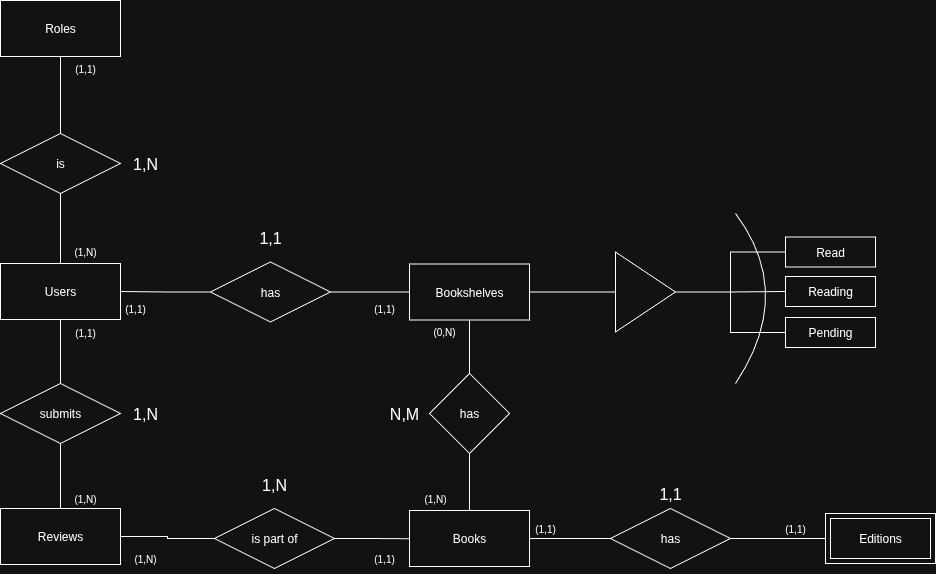 Roles
(1,1)
is
1,N
(1,N)
Users
(1,1)
1,1
has
(1,1)
Bookshelves
Read
Reading
Pending
(1,1)
(0,N)
submits
1,N
N,M
has
(1,N)
Reviews
(1,N)
1,N
is part of
(1,1)
(1,N)
Books
(1,1)
1,1
has
(1,1)
Editions